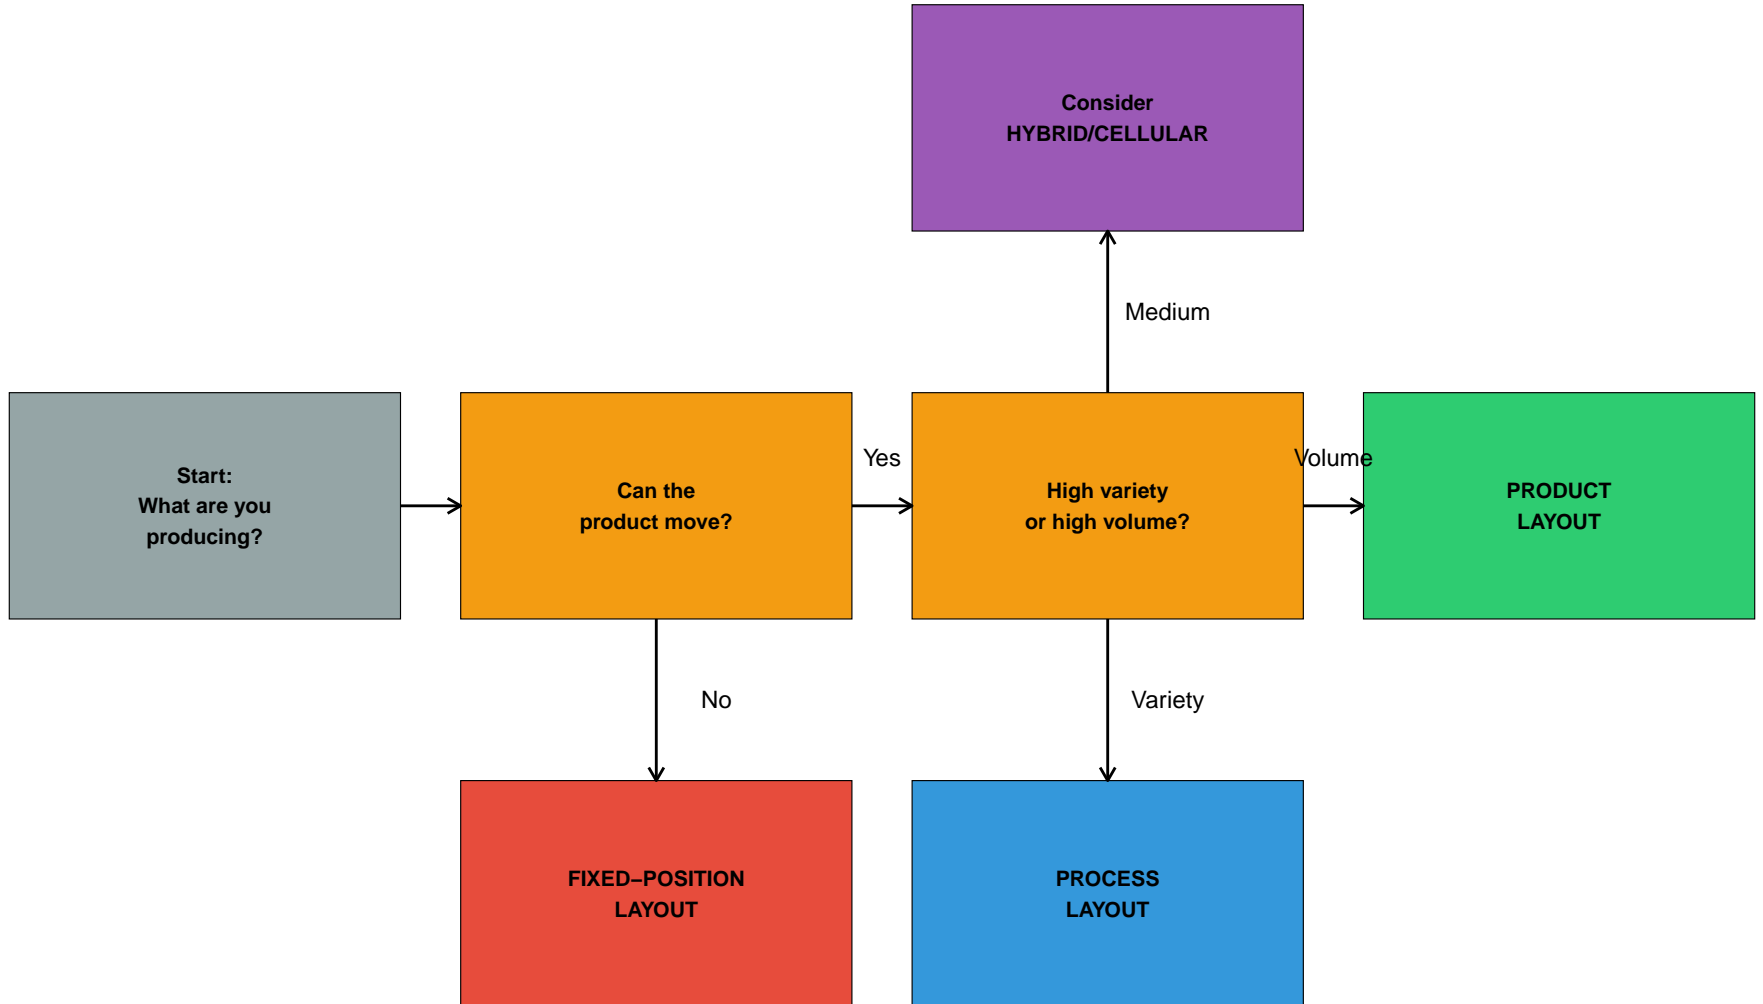 Consider
HYBRID/CELLULAR
Medium
Start:
What are you
producing?
Can the
product move?
Yes
High variety
or high volume?
Volume
PRODUCT
LAYOUT
No
Variety
FIXED−POSITION
LAYOUT
PROCESS
LAYOUT